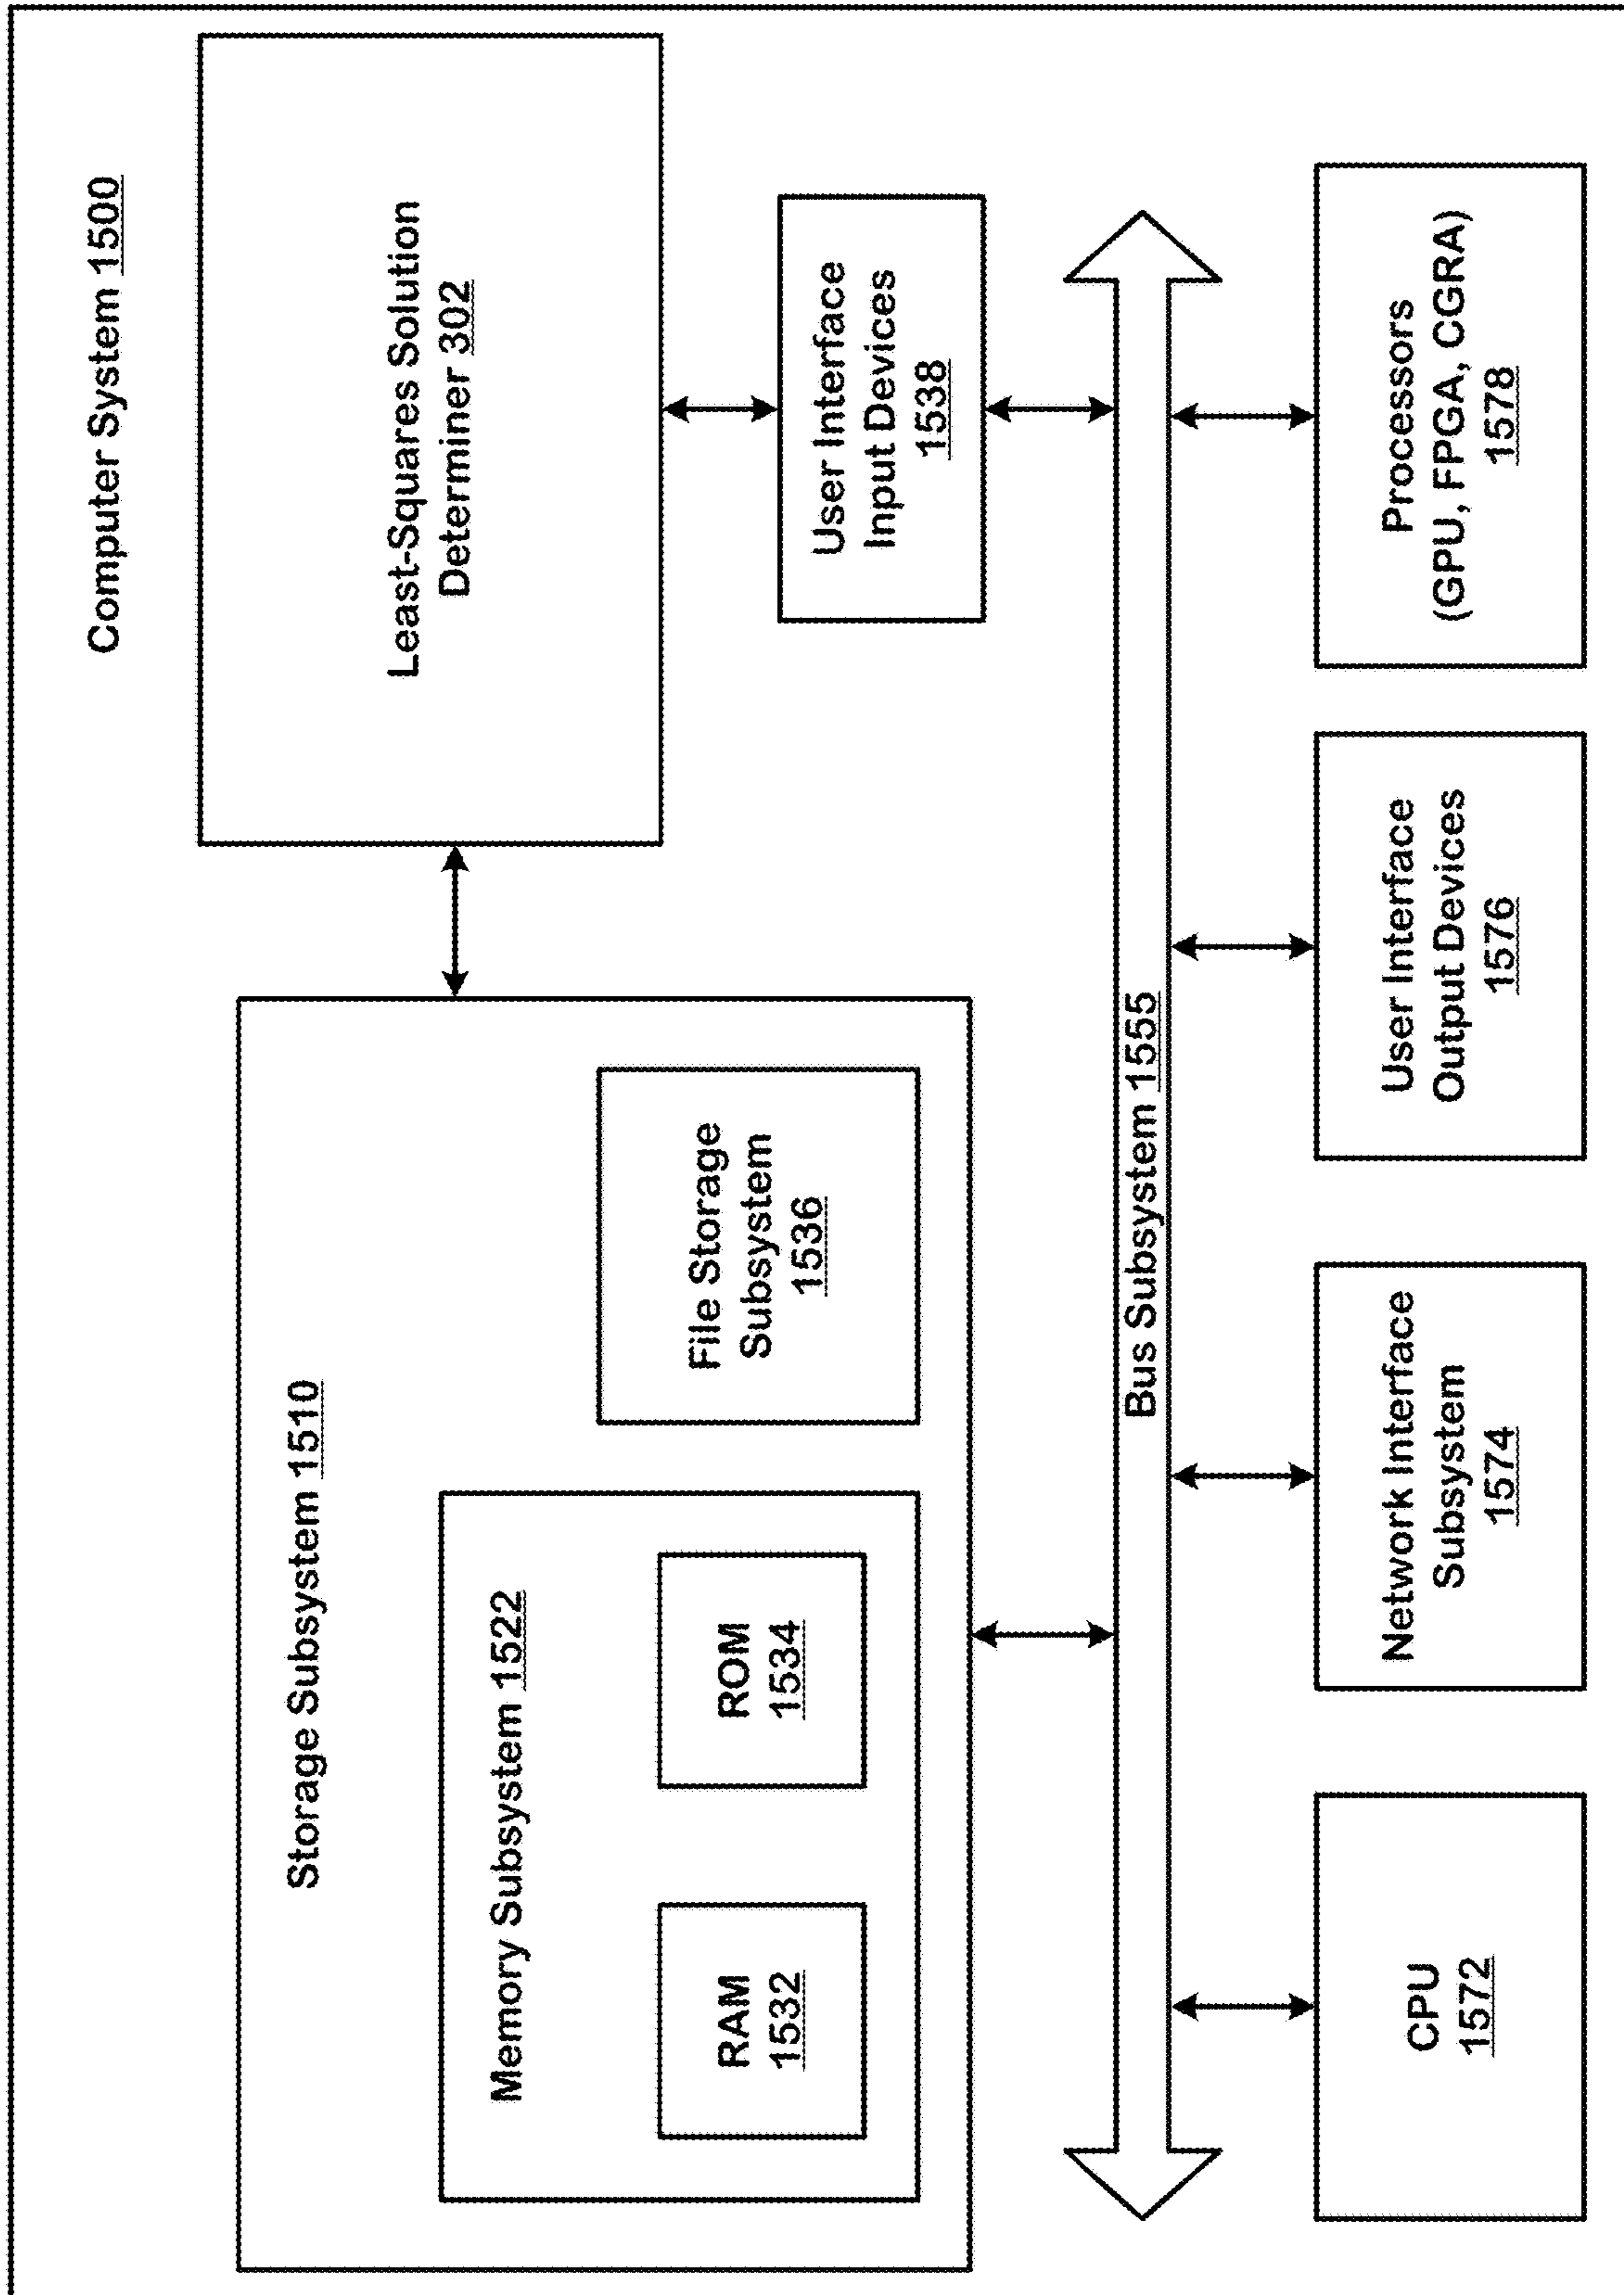 Computer System 1500
Storage Subsystem 1510
Memory Subsystem 1522
RAM
1532
ROM
1534
File Storage
Subsystem
1536
Least-Squares Solution
Determiner 302
User Interface
Input Devices
1538
Bus Subsystem 1555
CPU
1572
Network Interface
Subsystem
1574
User Interface
Output Devices
1576
Processors
(GPU, FPGA, CGRA)
1578